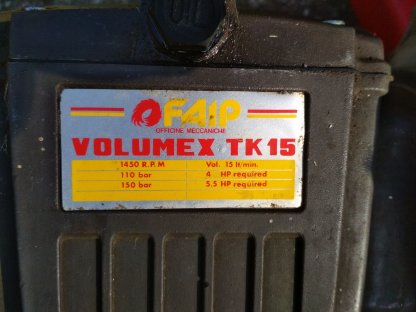 FAIP
OFFICINE MECCANICHE
VOLUMEX TK15
1450 R.P.M Vol. 15 lt/min.
110 bar 4 HP required
150 bar 5.5 HP required